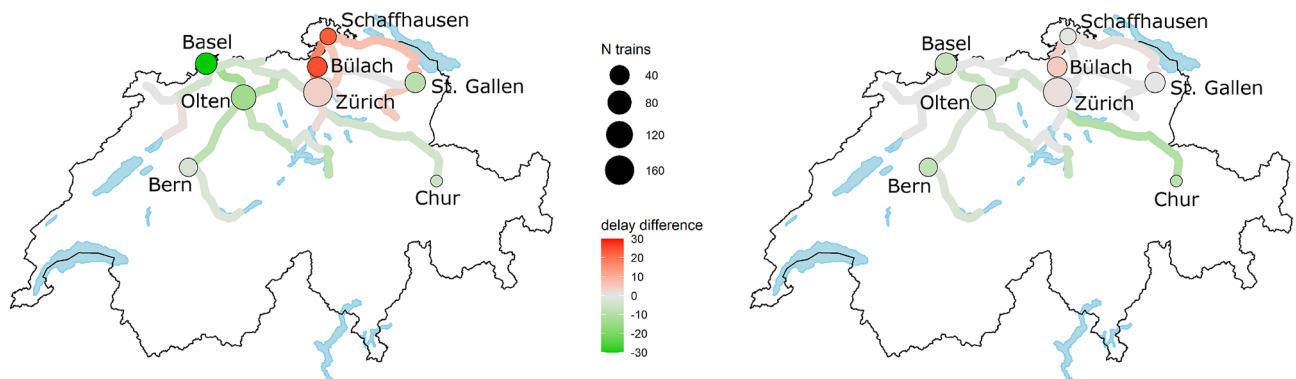 Schaffhausen
Basel
Bülach
St. Gallen
Olten
Zürich
Bern
Chur
N trains
40
80
120
160
delay difference
30
20
10
0
-10
-20
-30
Schaffhausen
Basel
Bülach
St. Gallen
Olten
Zürich
Bern
Chur